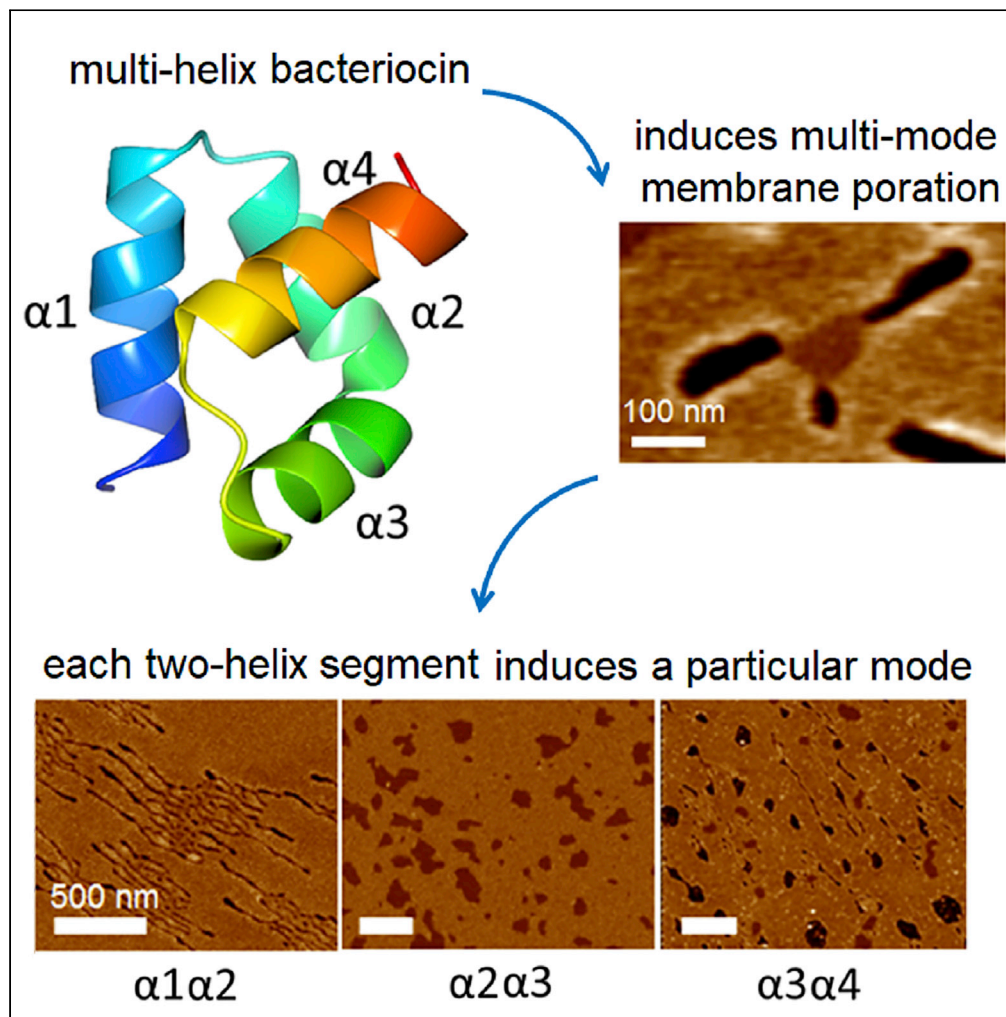 multi-helix bacteriocin
α4
α1
α2
α3
induces multi-mode
membrane poration
100 nm
each two-helix segment induces a particular mode
500 nm
α1α2
α2α3
α3α4